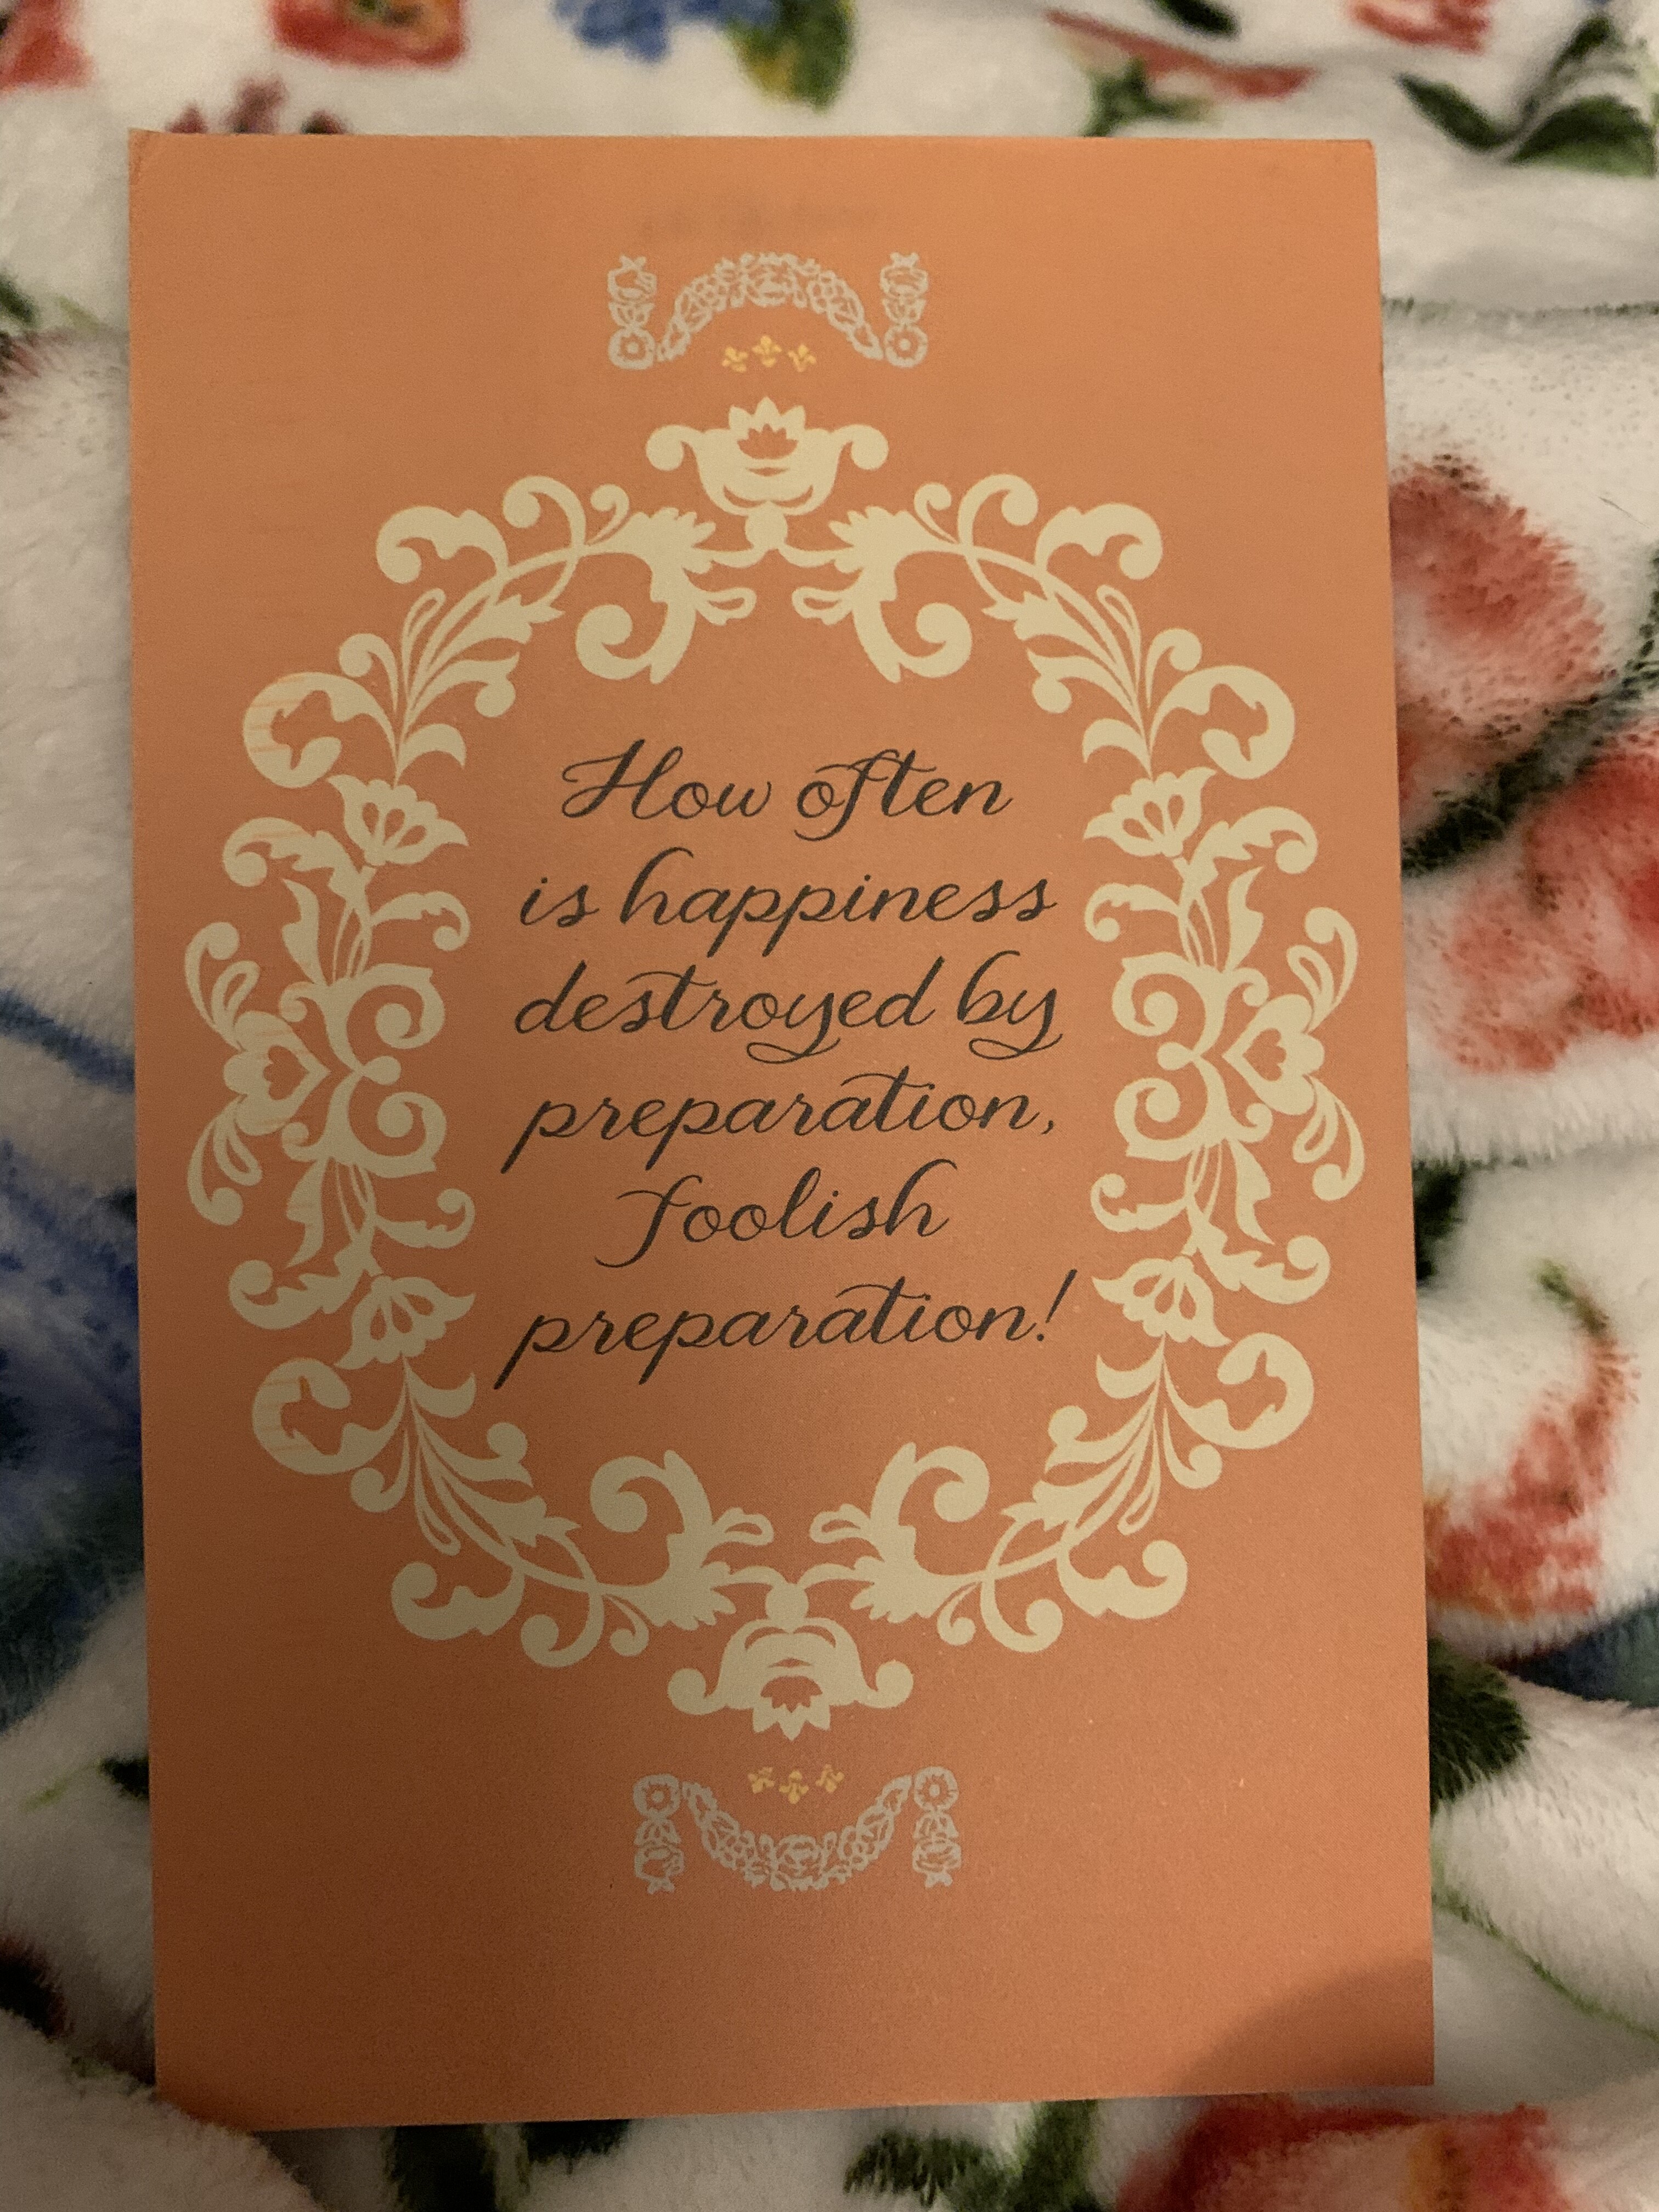 How often
is happiness
destroyed by
preparation,
foolish
preparation!